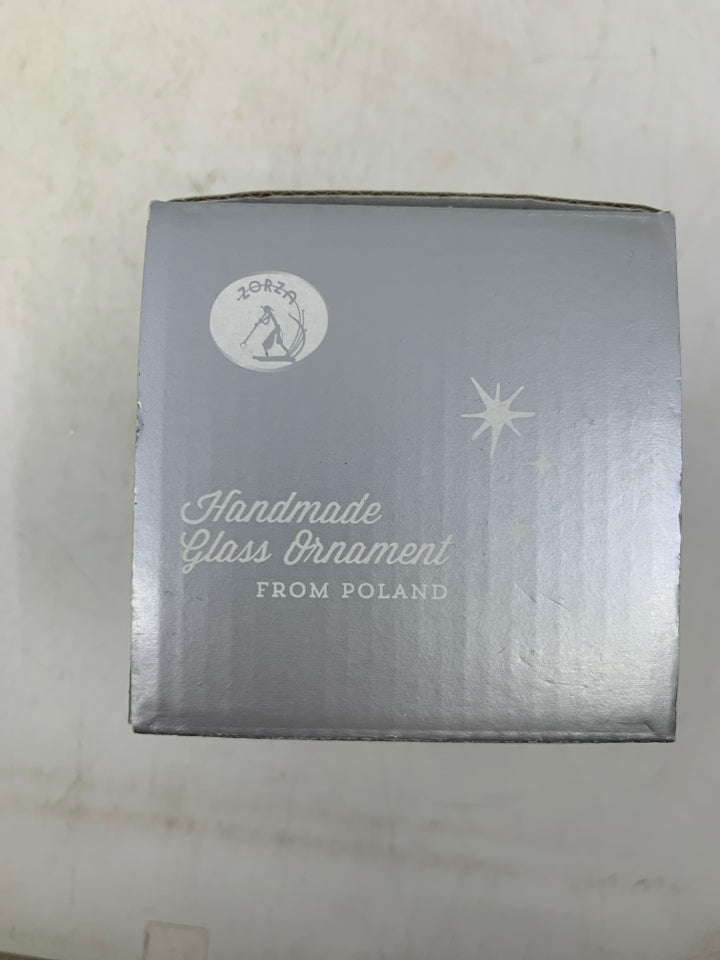 ZORZA
Handmade
Glass Ornament
FROM POLAND